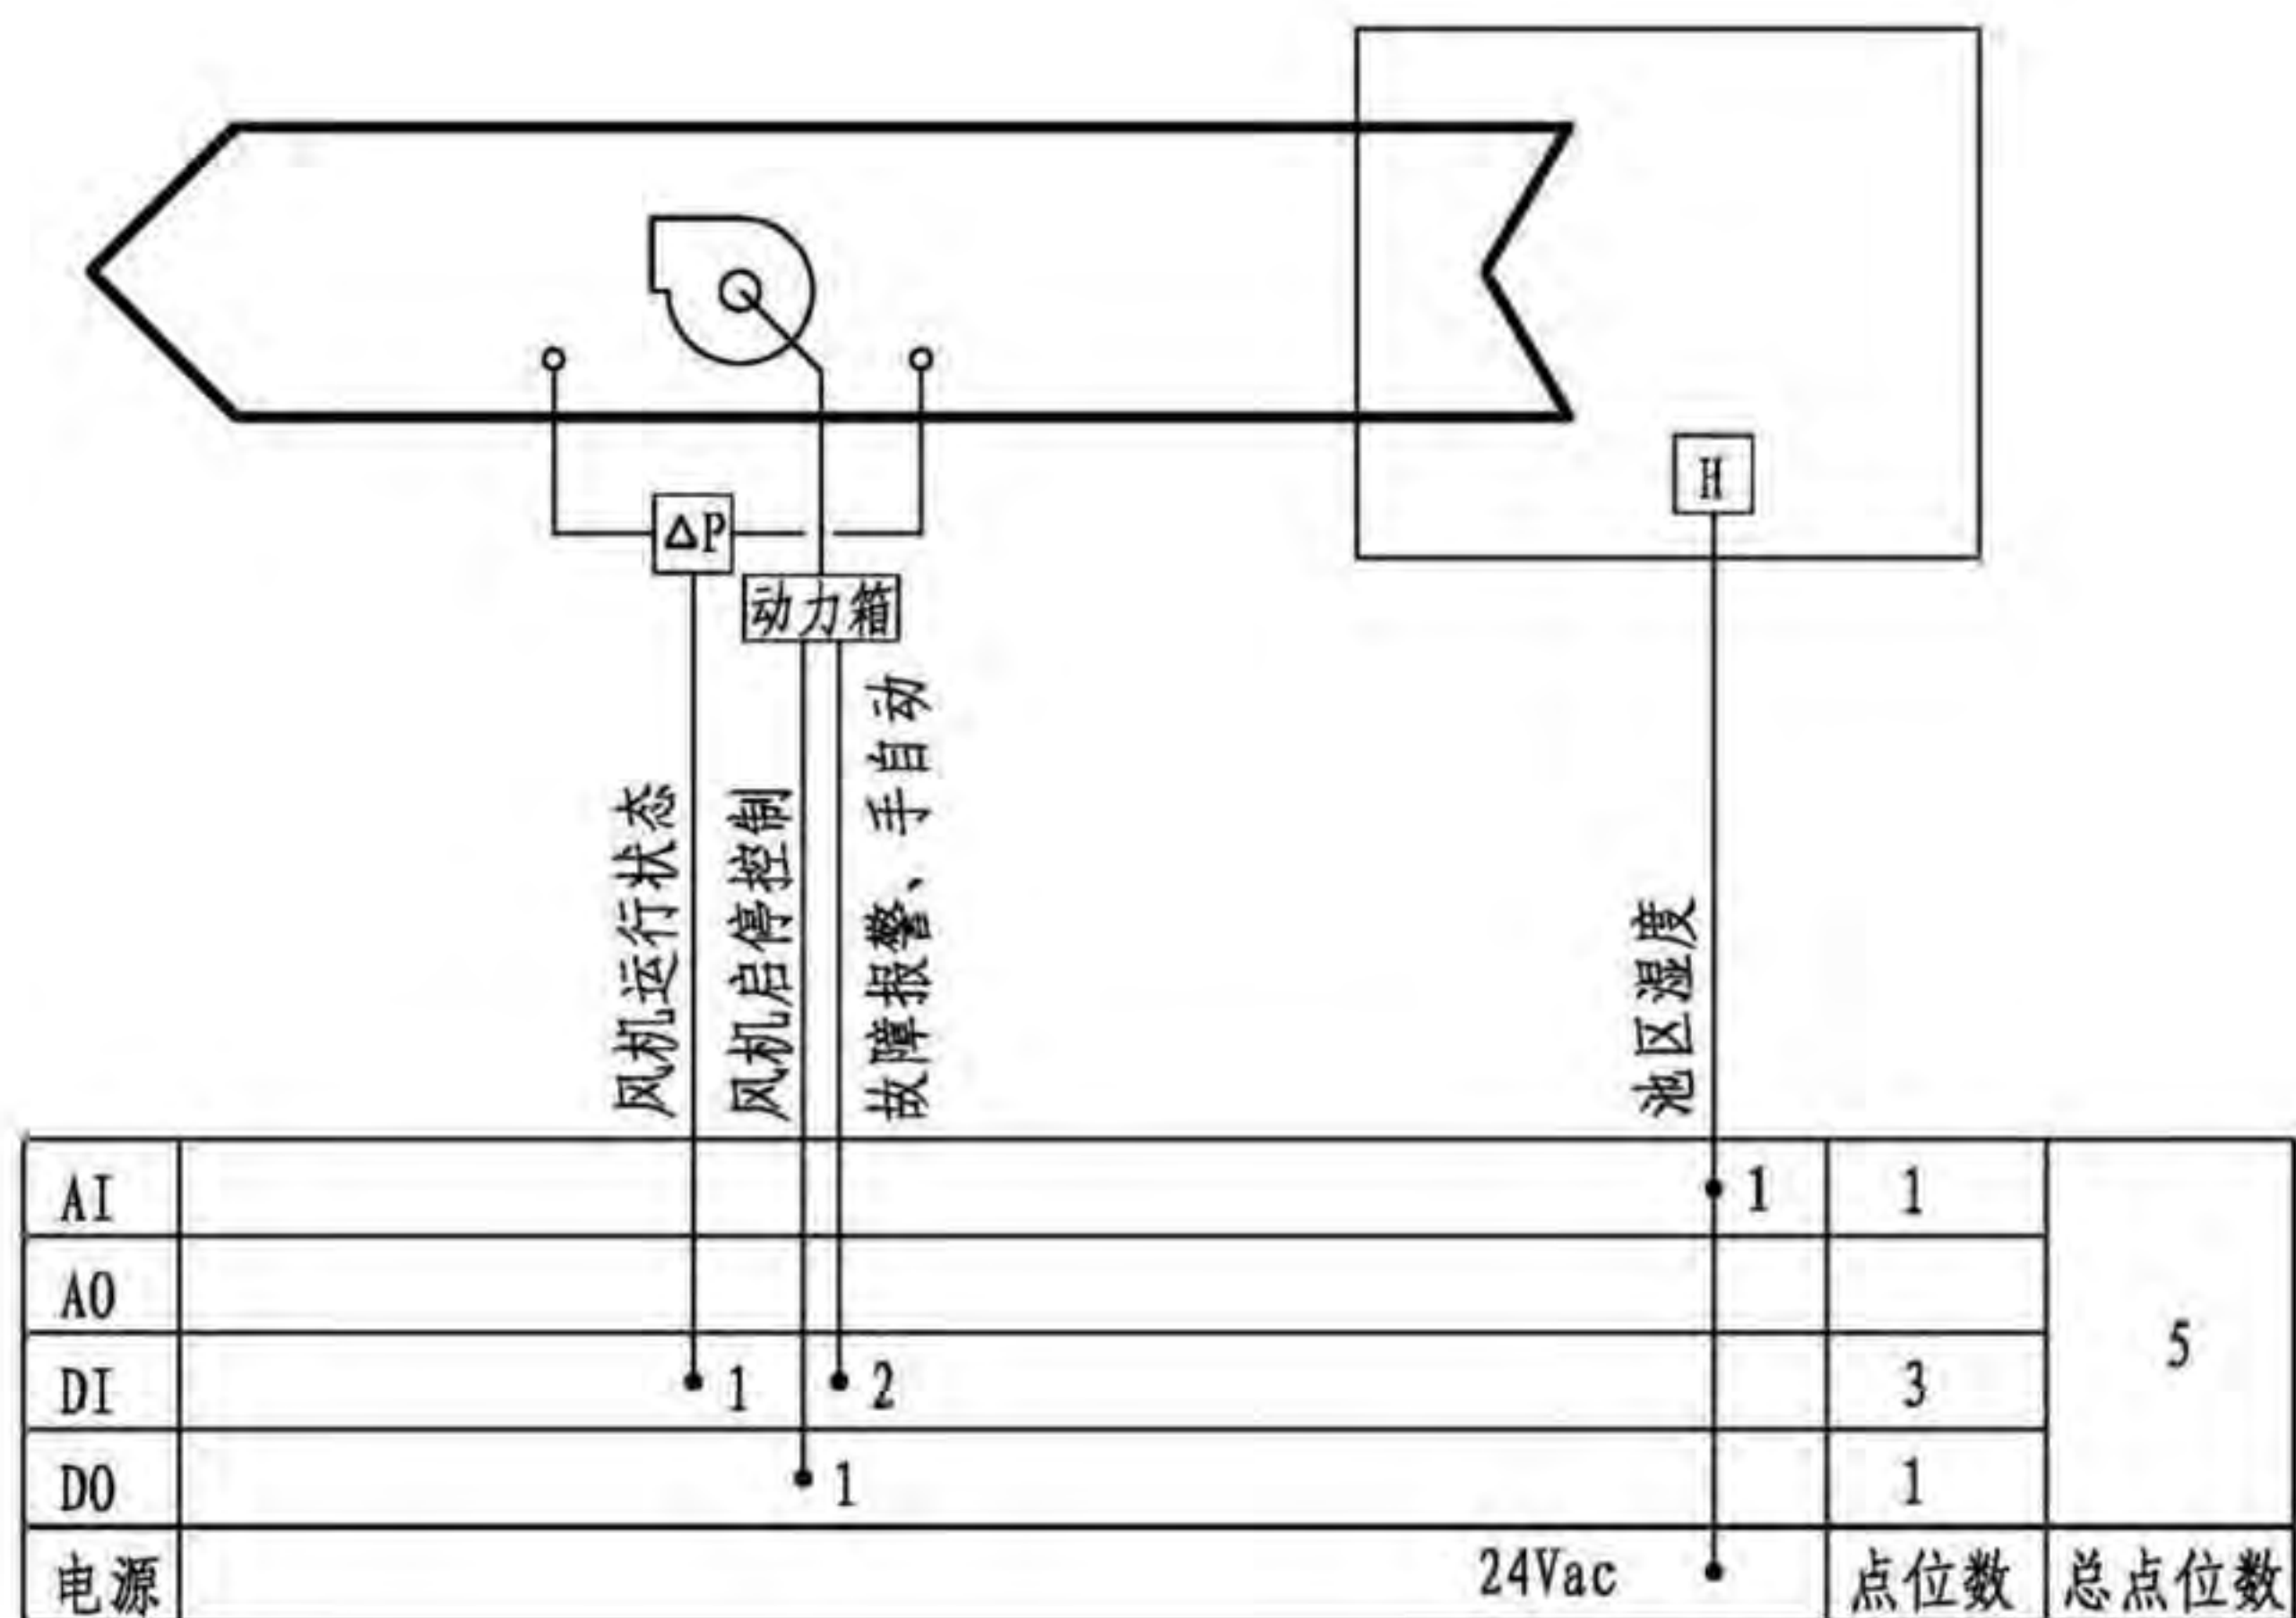 H
ΔP
动力箱
风机运行状态
风机启停控制
故障报警、手自动
池区湿度
AI 1 1
AO
DI 1 2 3
DO 1 1
5
电源 24Vac 点位数 总点位数